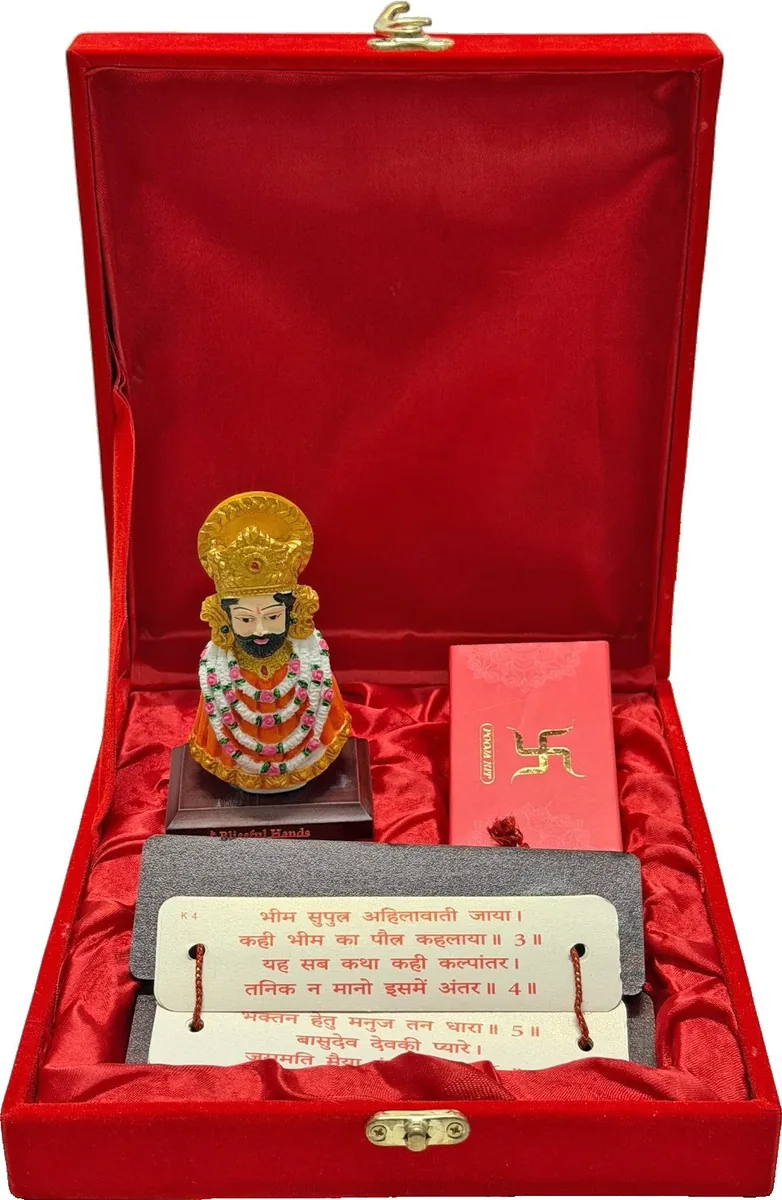 POOJA KIT
Blissful Hands
K 4
भीम सुपुत्र अहिलावाती जाया।
कही भीम का पौत्र कहलाया॥ 3 ॥
यह सब कथा कही कल्पांतर।
तनिक न मानो इसमें अंतर॥ 4 ॥
भक्तन हेतु मनुज तन धारा॥ 5 ॥
बासुदेव देवकी प्यारे।
मैया